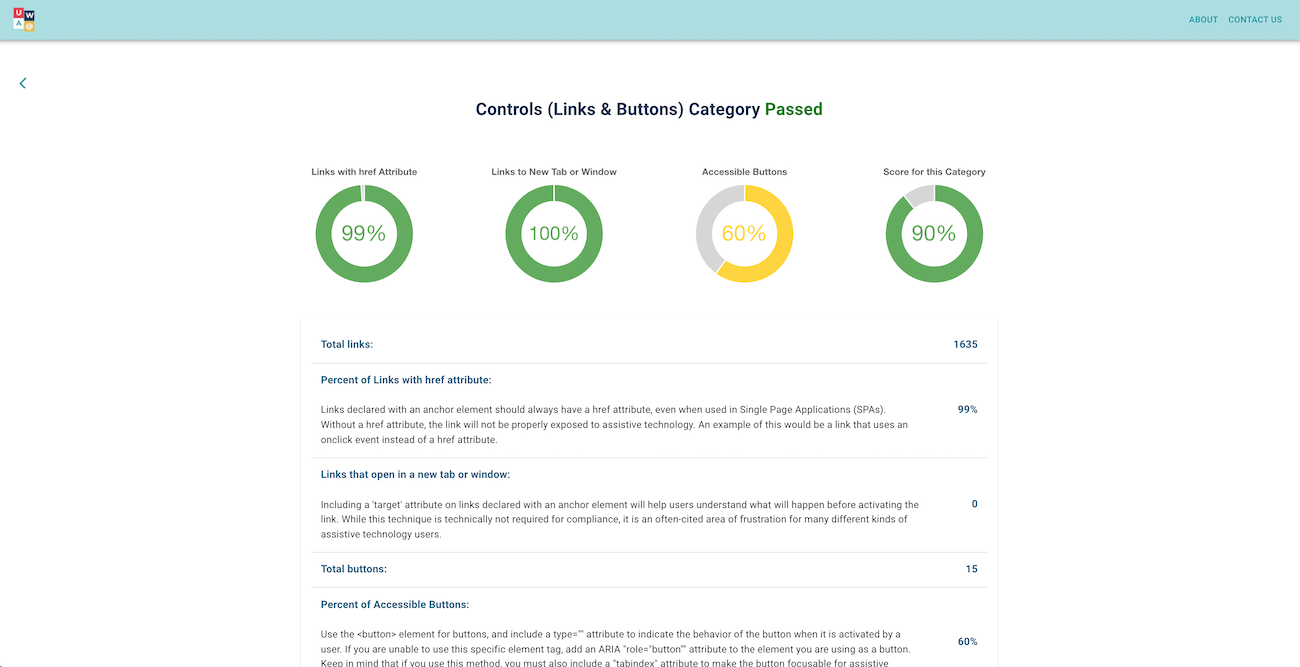 U W
A @
ABOUT CONTACT US
Controls (Links & Buttons) Category Passed
Links with href Attribute
Links to New Tab or Window
Accessible Buttons
Score for this Category
99%
100%
60%
90%
Total links: 1635
Percent of Links with href attribute:
Links declared with an anchor element should always have a href attribute, even when used in Single Page Applications (SPAs). 99%
Without a href attribute, the link will not be properly exposed to assistive technology. An example of this would be a link that uses an
onclick event instead of a href attribute.
Links that open in a new tab or window:
Including a 'target' attribute on links declared with an anchor element will help users understand what will happen before activating the 0
link. While this technique is technically not required for compliance, it is an often-cited area of frustration for many different kinds of
assistive technology users.
Total buttons: 15
Percent of Accessible Buttons:
Use the <button> element for buttons, and include a type="" attribute to indicate the behavior of the button when it is activated by a 60%
user. If you are unable to use this specific element tag, add an ARIA "role="button"" attribute to the element you are using as a button.
Keep in mind that if you use this method, you must also include a "tabindex" attribute to make the button focusable for assistive